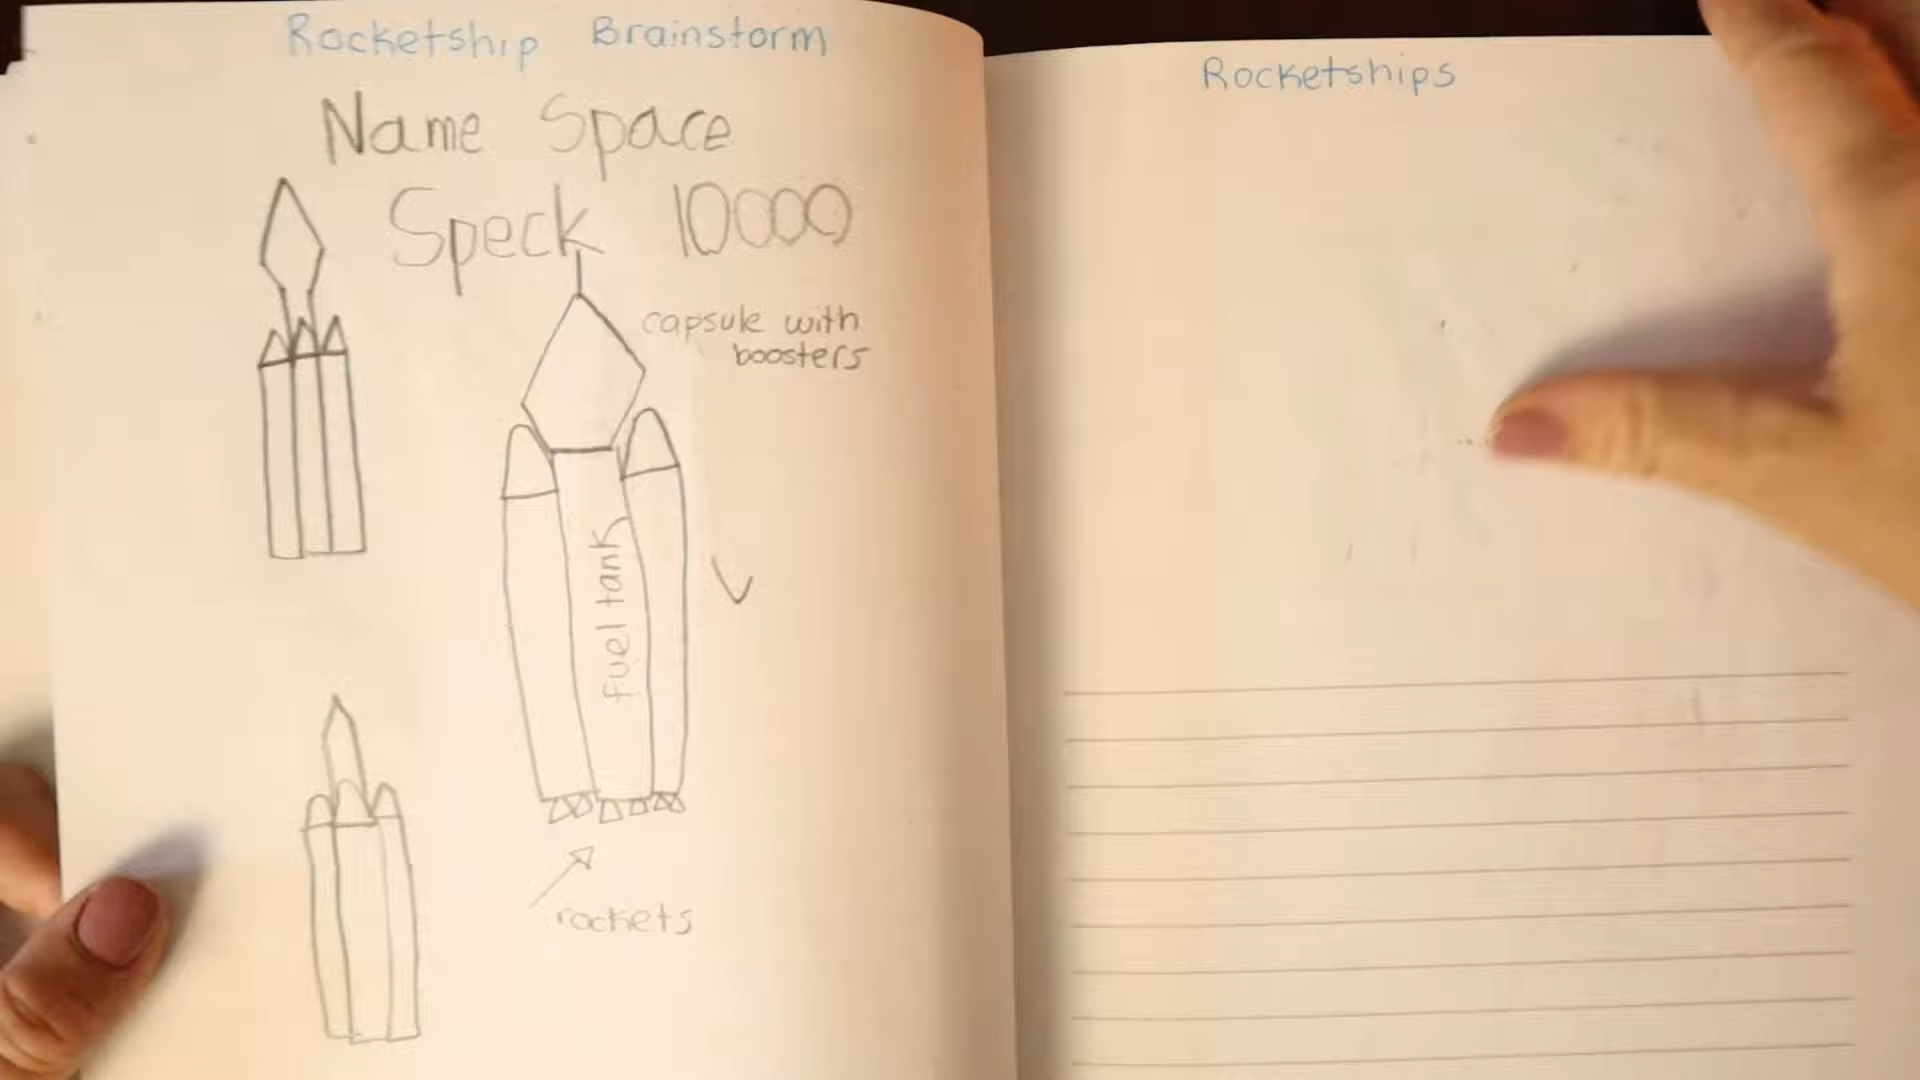 Rocketship Brainstorm
Name Space
Speck 10000
capsule with
boosters
fuel tank
rockets
Rocketships